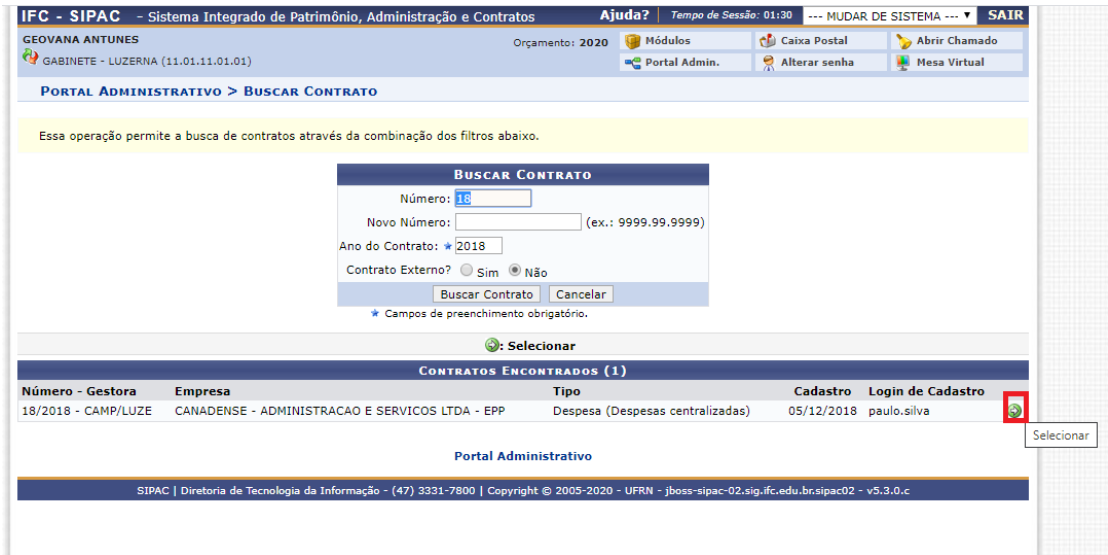 IFC - SIPAC - Sistema Integrado de Patrimônio, Administração e Contratos Ajuda? Tempo de Sessão: 01:30 --- MUDAR DE SISTEMA --- SAIR
GEOVANA ANTUNES Orçamento: 2020 Módulos Caixa Postal Abrir Chamado
GABINETE - LUZERNA (11.01.11.01.01) Portal Admin. Alterar senha Mesa Virtual
PORTAL ADMINISTRATIVO > BUSCAR CONTRATO
Essa operação permite a busca de contratos através da combinação dos filtros abaixo.
BUSCAR CONTRATO
Número: 18
Novo Número: (ex.: 9999.99.9999)
Ano do Contrato: 2018
Contrato Externo? Sim Não
Buscar Contrato Cancelar
Campos de preenchimento obrigatório.
: Selecionar
CONTRATOS ENCONTRADOS (1)
Número - Gestora Empresa Tipo Cadastro Login de Cadastro
18/2018 - CAMP/LUZE CANADENSE - ADMINISTRACAO E SERVICOS LTDA - EPP Despesa (Despesas centralizadas) 05/12/2018 paulo.silva
Selecionar
Portal Administrativo
SIPAC | Diretoria de Tecnologia da Informação - (47) 3331-7800 | Copyright © 2005-2020 - UFRN - jboss-sipac-02.sig.ifc.edu.br.sipac02 - v5.3.0.c